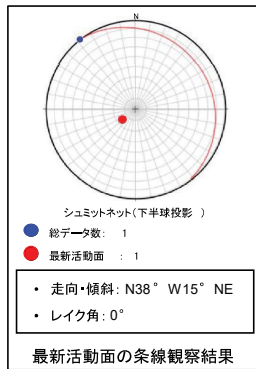 N
シュミットネット(下半球投影 )
総データ数: 1
最新活動面 : 1
• 走向・傾斜: N38° W15° NE
• レイク角: 0°
最新活動面の条線観察結果